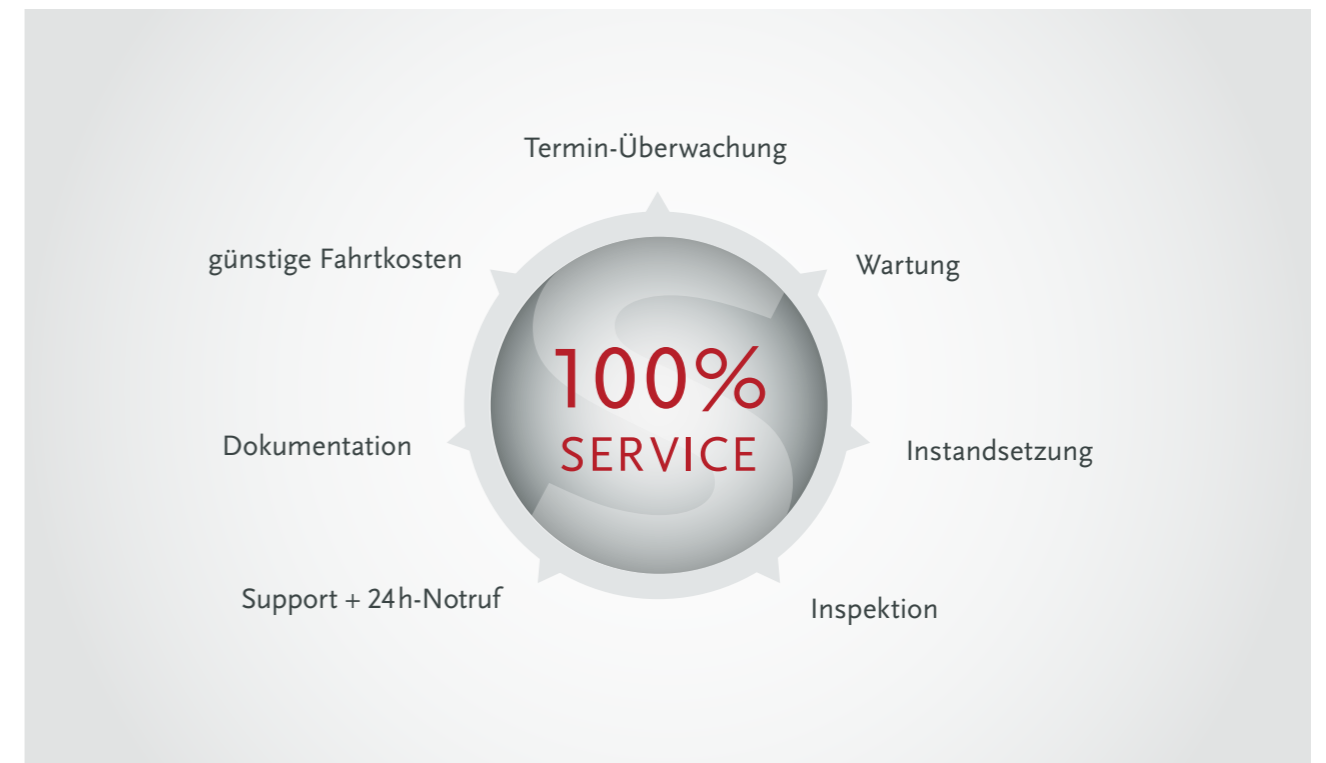 Termin-Überwachung
günstige Fahrtkosten
Wartung
100%
SERVICE
Dokumentation
Instandsetzung
Support + 24h-Notruf
Inspektion